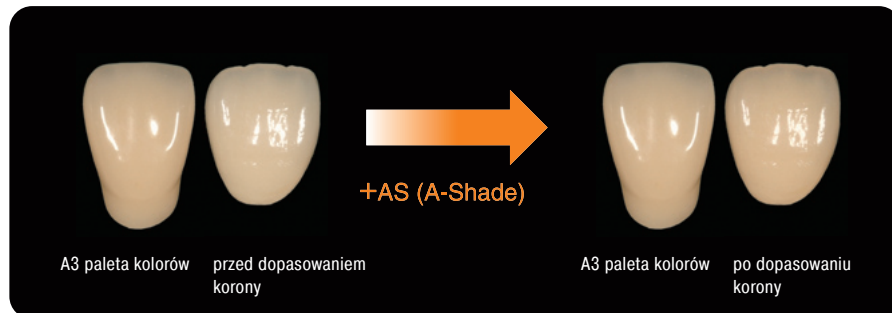 +AS (A-Shade)
A3 paleta kolorów
przed dopasowaniem
korony
A3 paleta kolorów
po dopasowaniu
korony